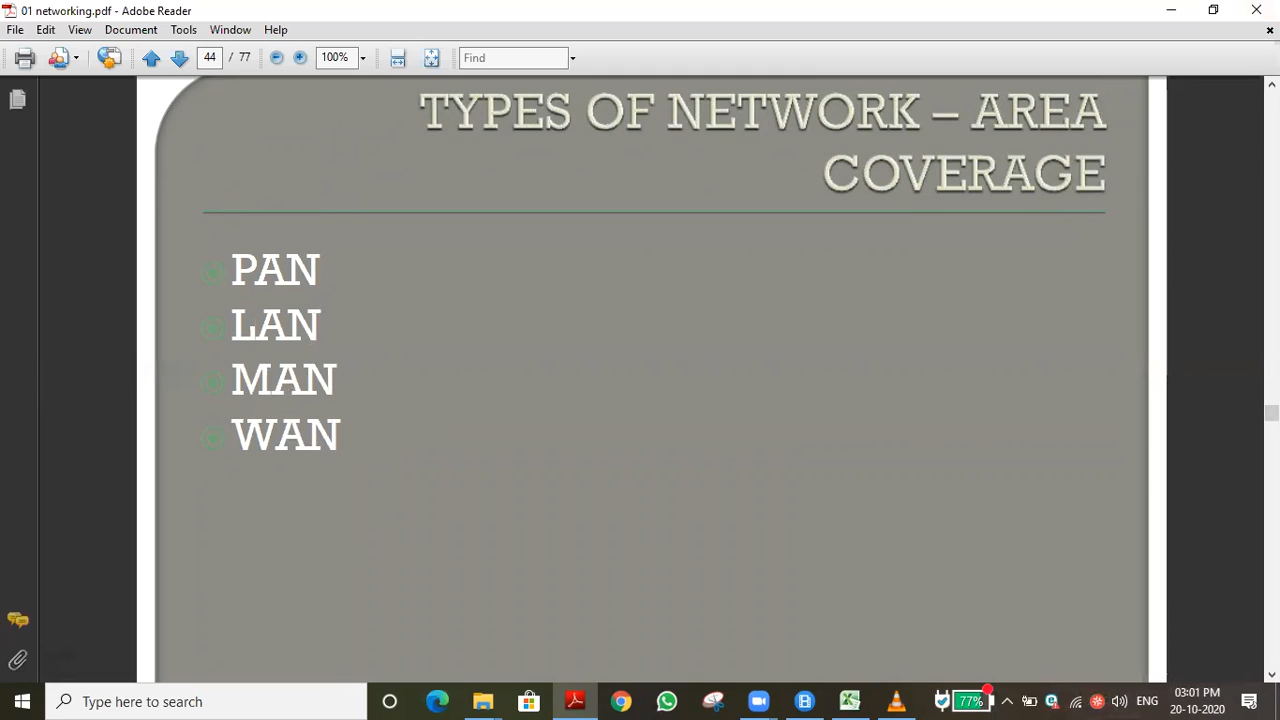 01 networking.pdf - Adobe Reader
File Edit View Document Tools Window Help
44 / 77 100% Find
TYPES OF NETWORK – AREA
COVERAGE
PAN
LAN
MAN
WAN
Type here to search
77%
ENG
03:01 PM
20-10-2020